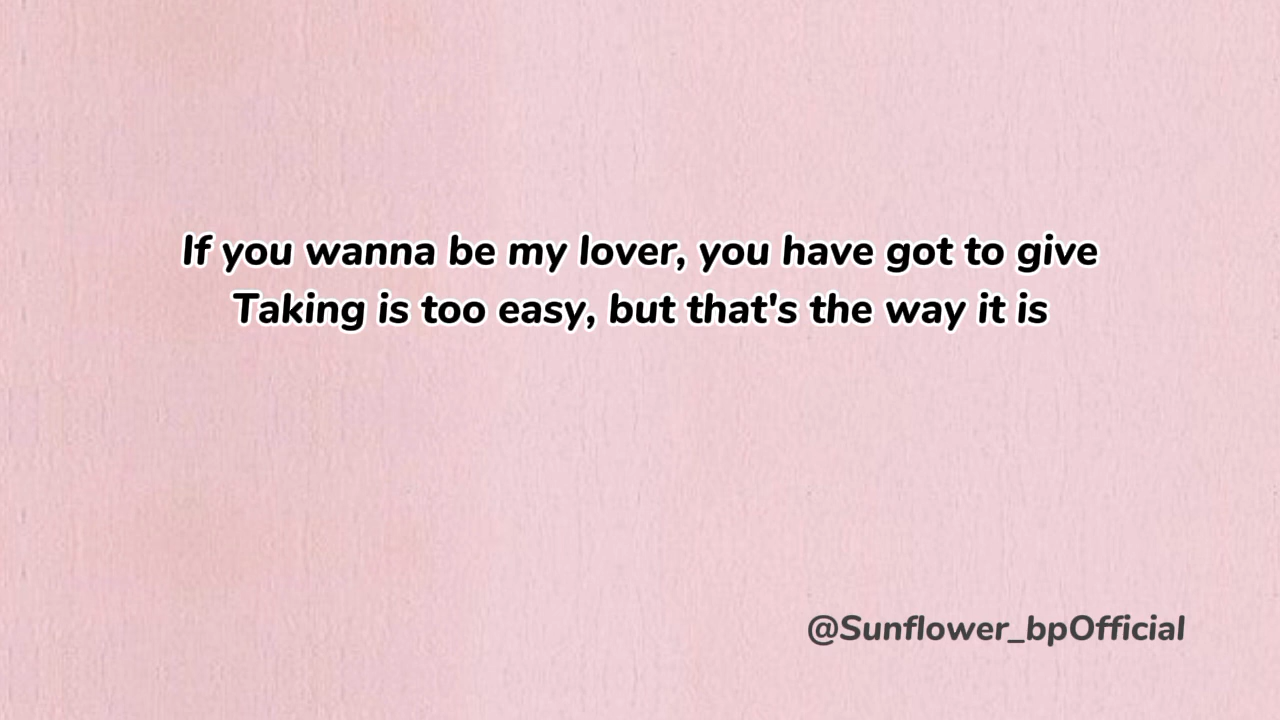 If you wanna be my lover, you have got to give
Taking is too easy, but that's the way it is
@Sunflower_bpOfficial